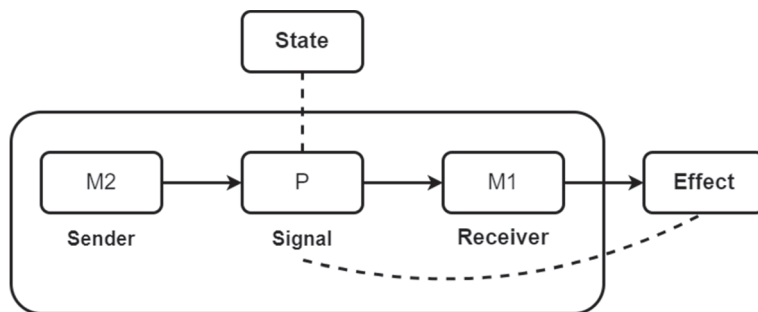 State
M2
P
M1
Effect
Sender
Signal
Receiver